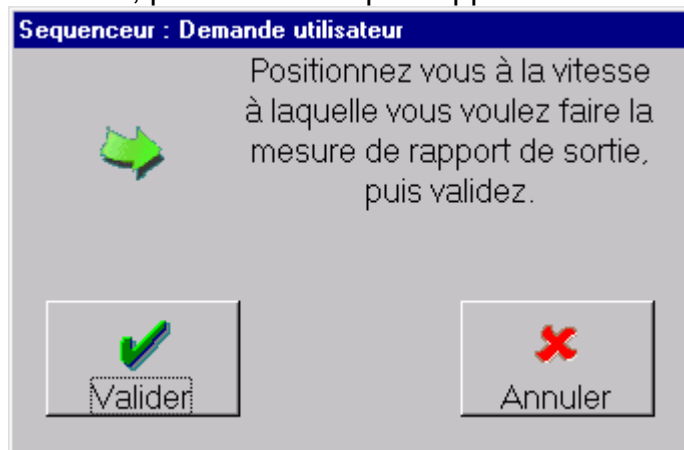 Sequenceur : Demande utilisateur
Positionnez vous à la vitesse
à laquelle vous voulez faire la
mesure de rapport de sortie,
puis validez.
Valider
Annuler